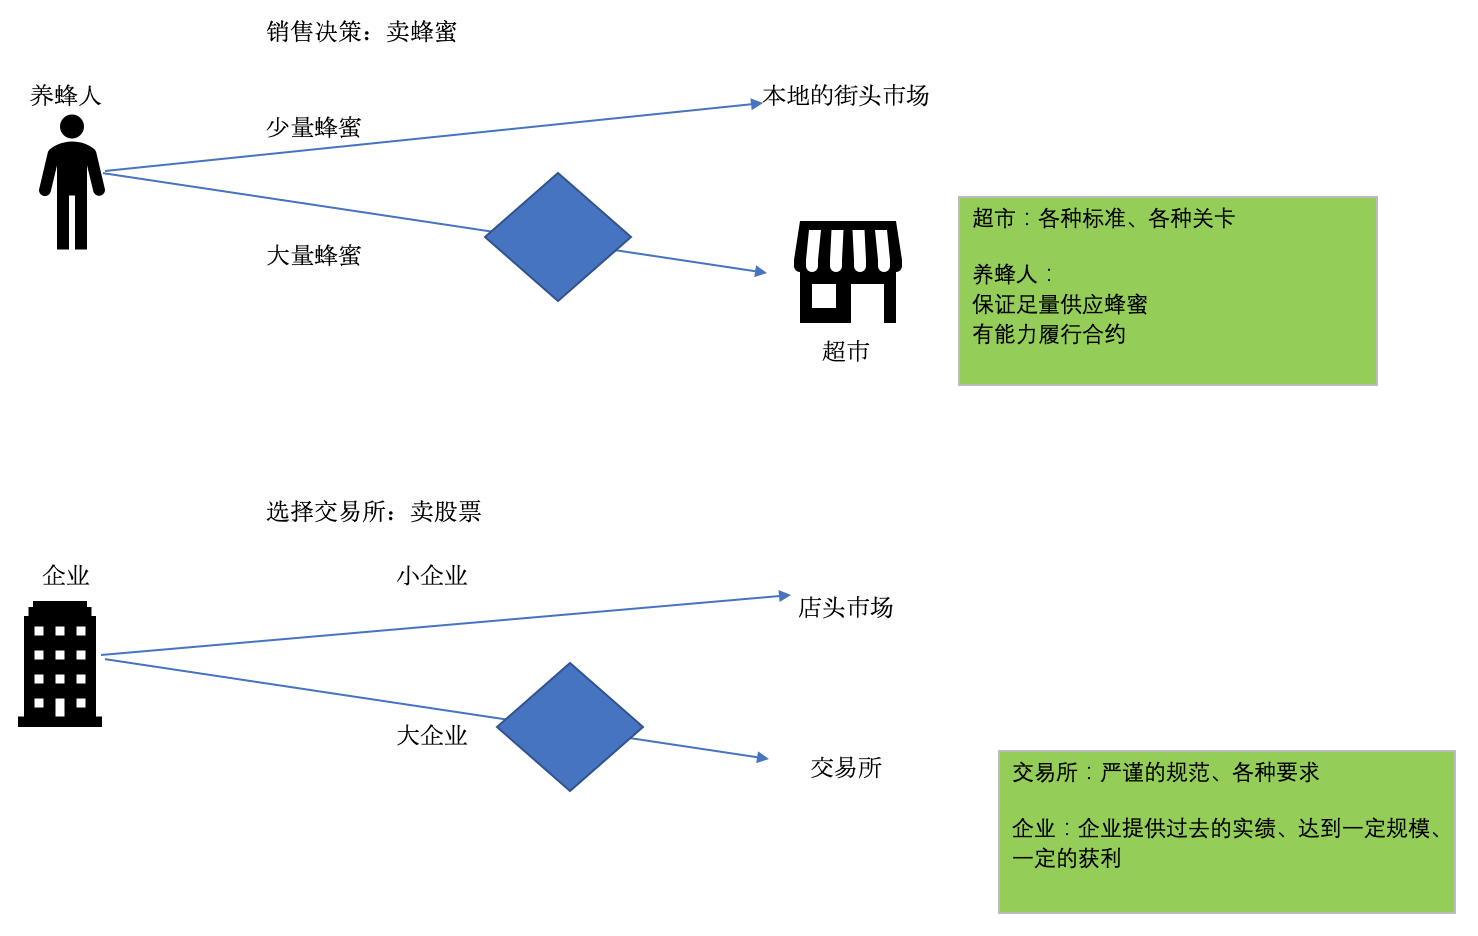 销售决策：卖蜂蜜
养蜂人
本地的街头市场
少量蜂蜜
大量蜂蜜
超市
超市：各种标准、各种关卡
养蜂人：
保证足量供应蜂蜜
有能力履行合约
选择交易所：卖股票
企业
小企业
店头市场
大企业
交易所
交易所：严谨的规范、各种要求
企业：企业提供过去的实绩、达到一定规模、
一定的获利